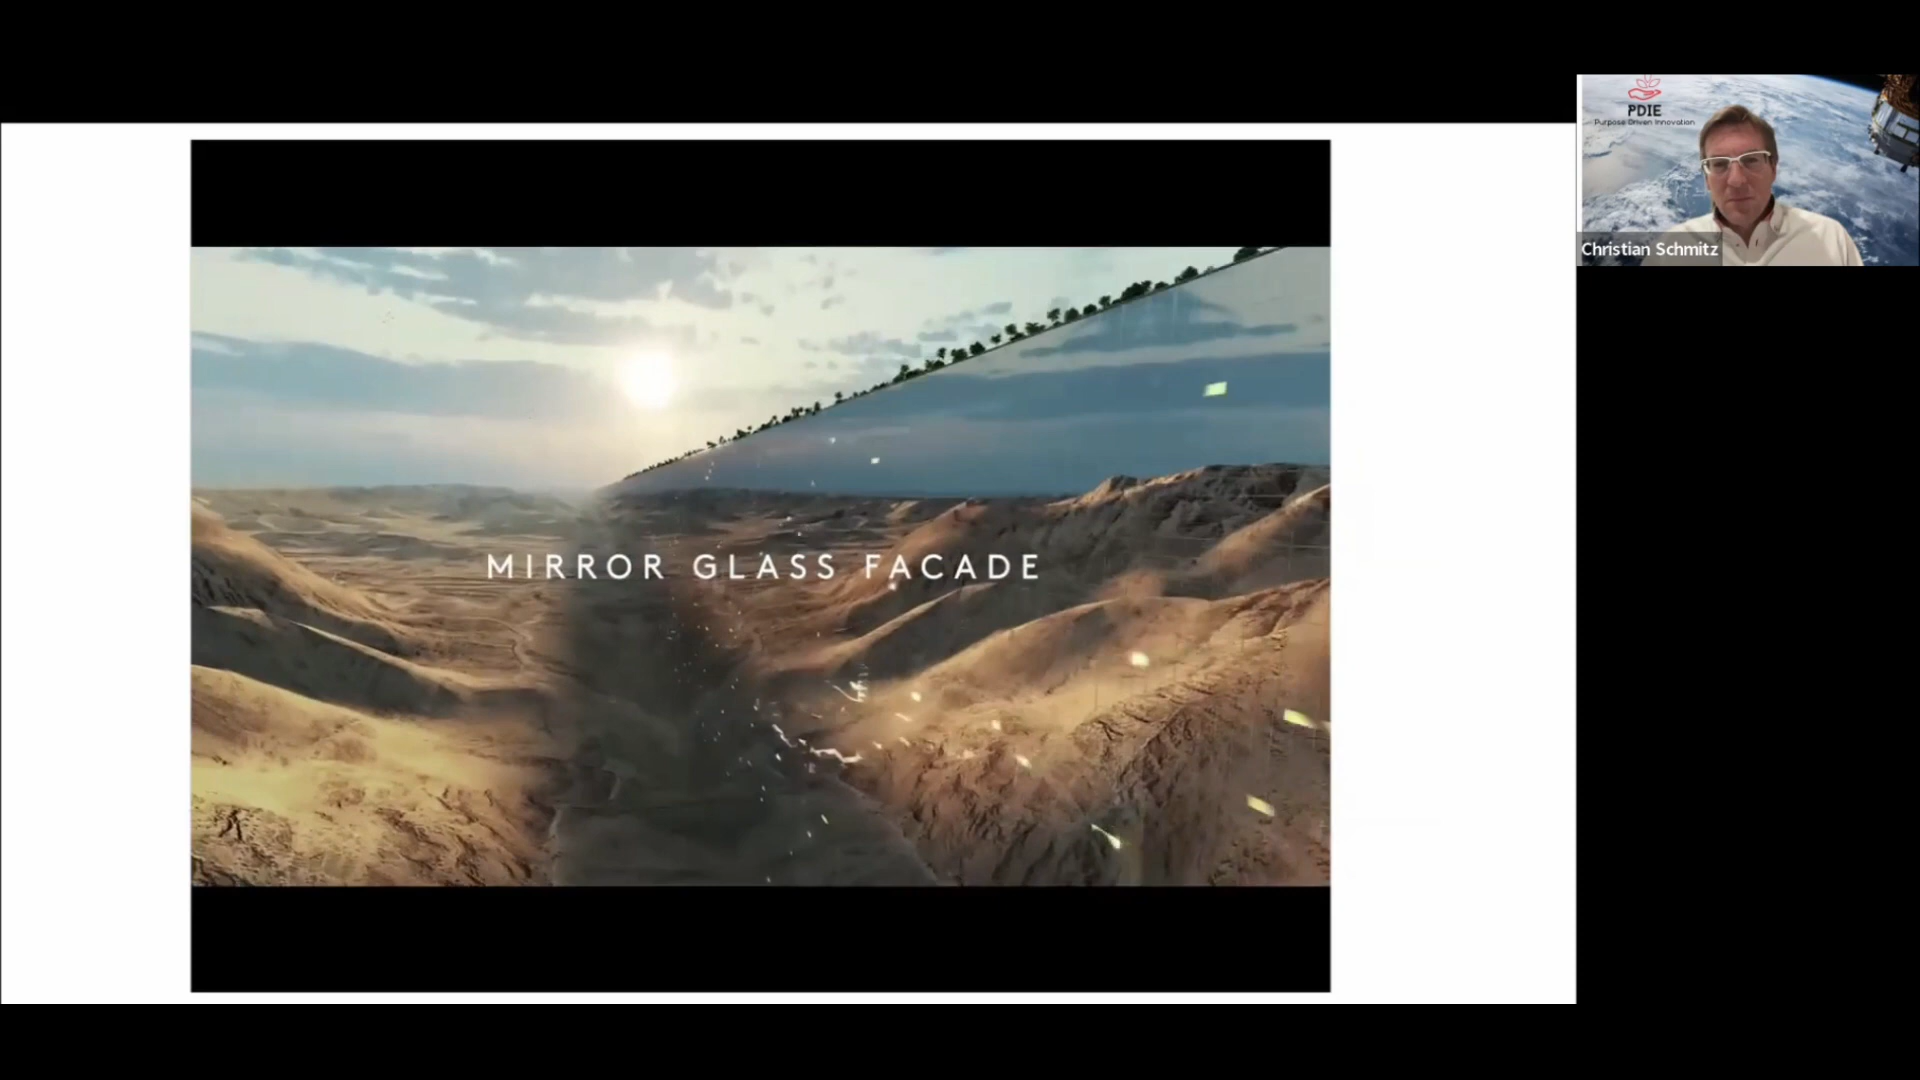 MIRROR GLASS FACADE
PDIE
Purpose Driven Innovation
Christian Schmitz